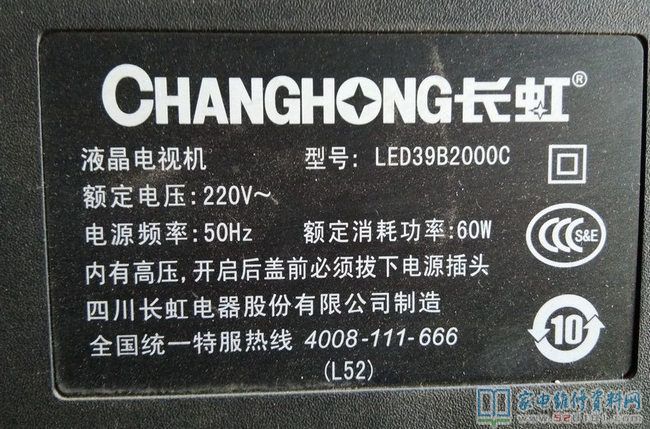 CHANGHONG长虹®
液晶电视机 型号: LED39B2000C
额定电压:220V～
电源频率:50Hz 额定消耗功率:60W
S&E
内有高压,开启后盖前必须拔下电源插头
四川长虹电器股份有限公司制造
10
全国统一特服热线 4008-111-666
(L52)
家电维修资料网